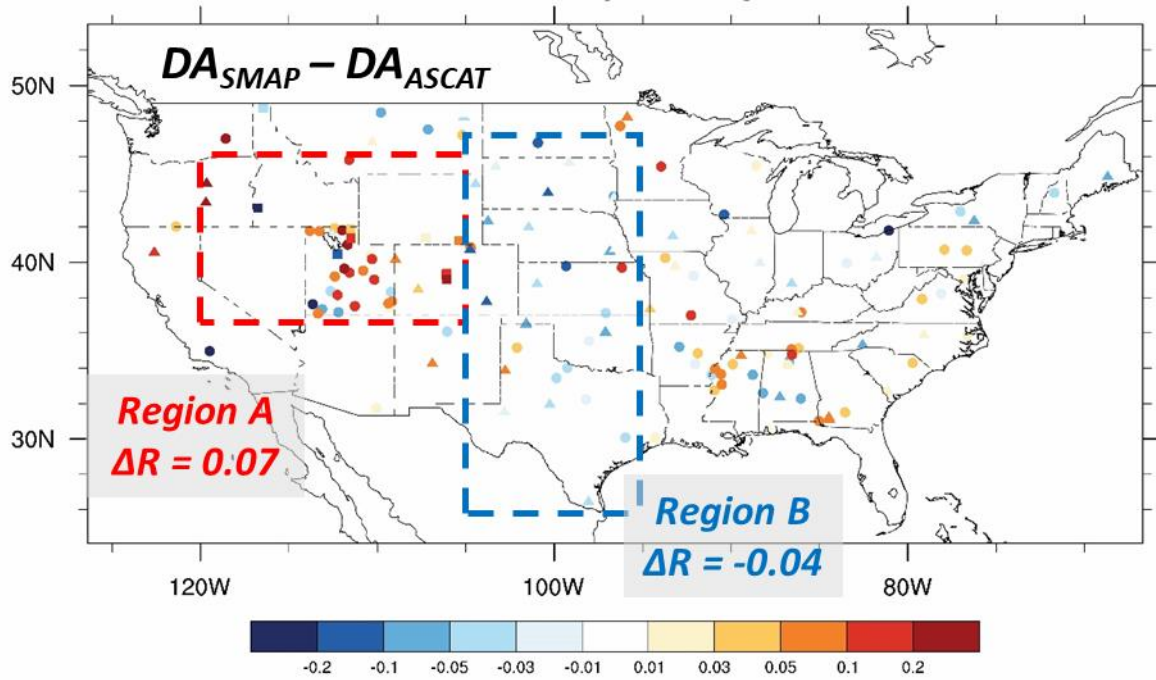 DA_SMAP – DA_ASCAT
50N
40N
30N
Region A
ΔR = 0.07
Region B
ΔR = -0.04
120W 100W 80W
-0.2 -0.1 -0.05 -0.03 -0.01 0.01 0.03 0.05 0.1 0.2